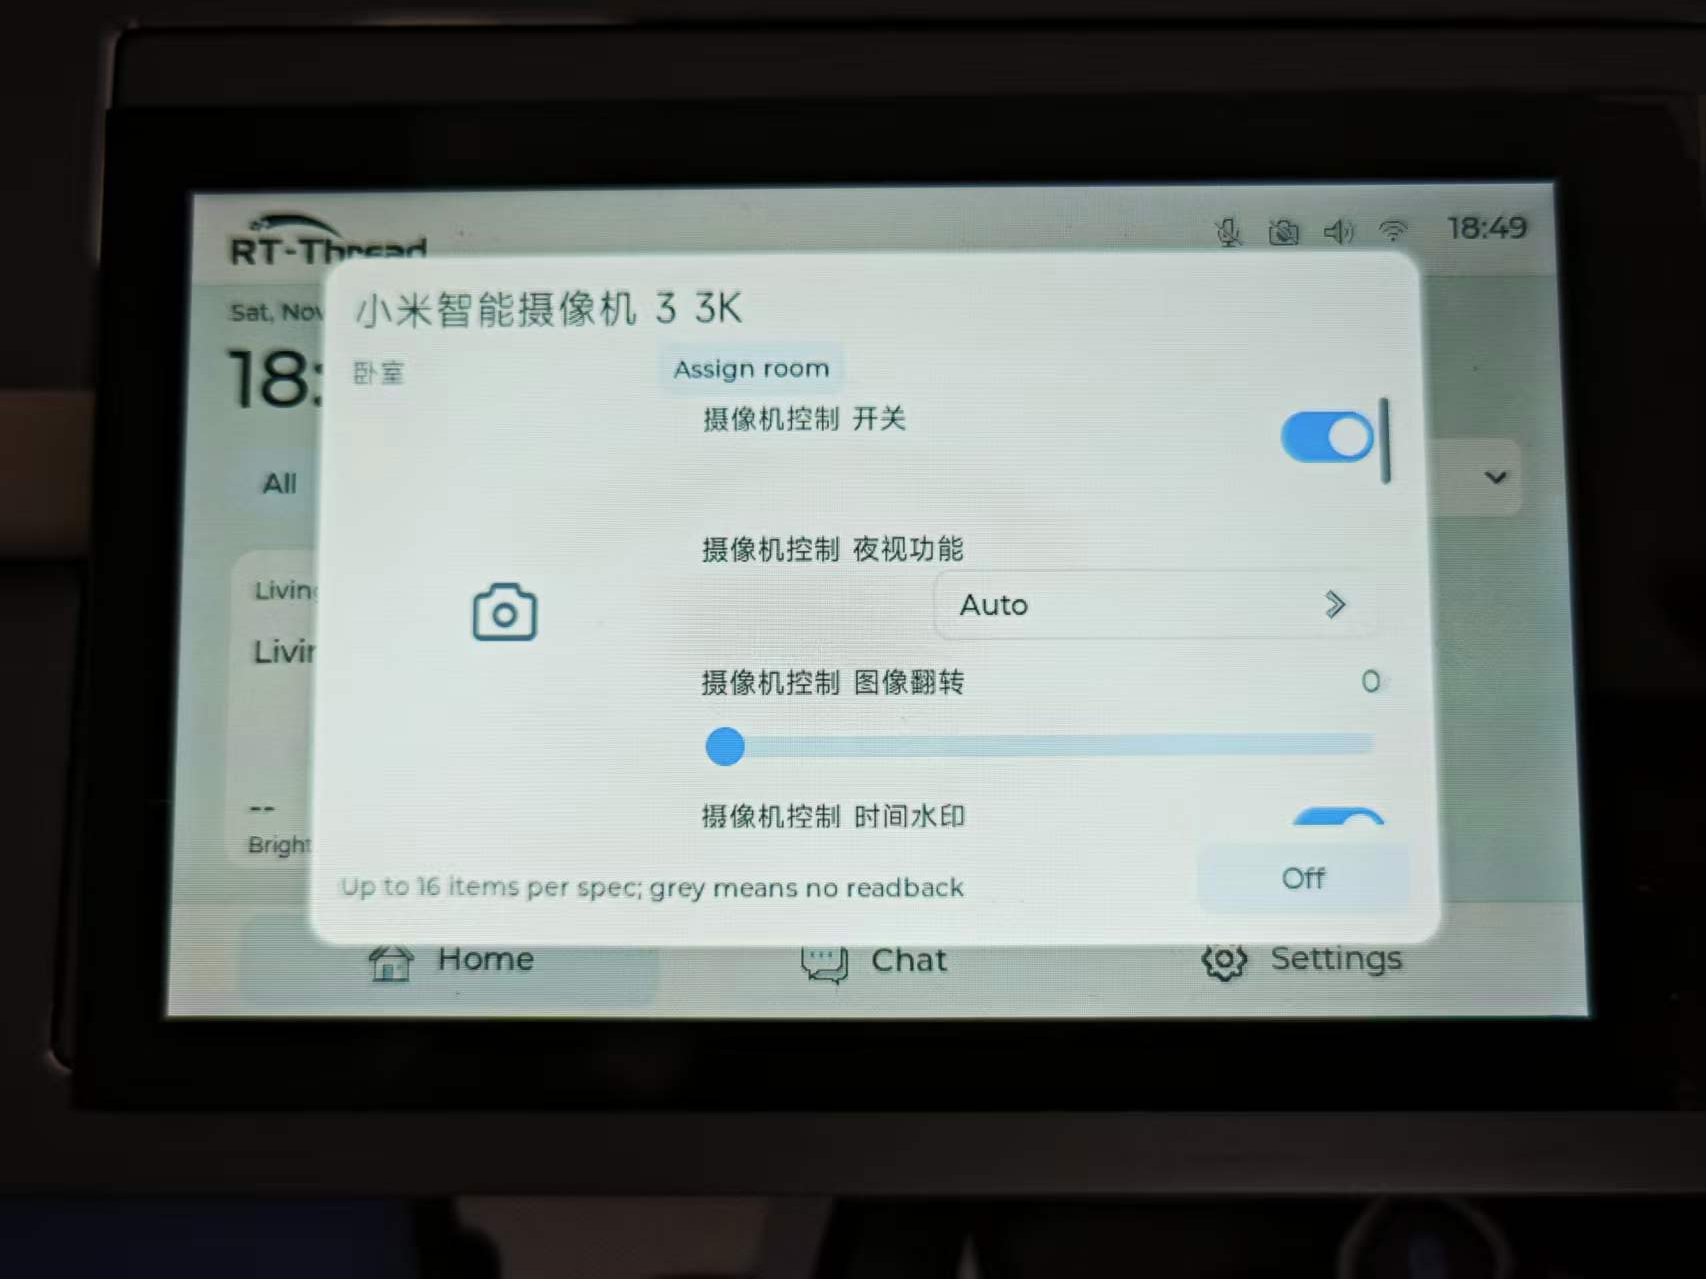 RT-Thread
18:49
Sat, Nov
18:
小米智能摄像机 3 3K
卧室
Assign room
摄像机控制 开关
All
摄像机控制 夜视功能
Auto
Living
Livin
摄像机控制 图像翻转
0
摄像机控制 时间水印
--
Bright
Up to 16 items per spec; grey means no readback
Off
Home
Chat
Settings